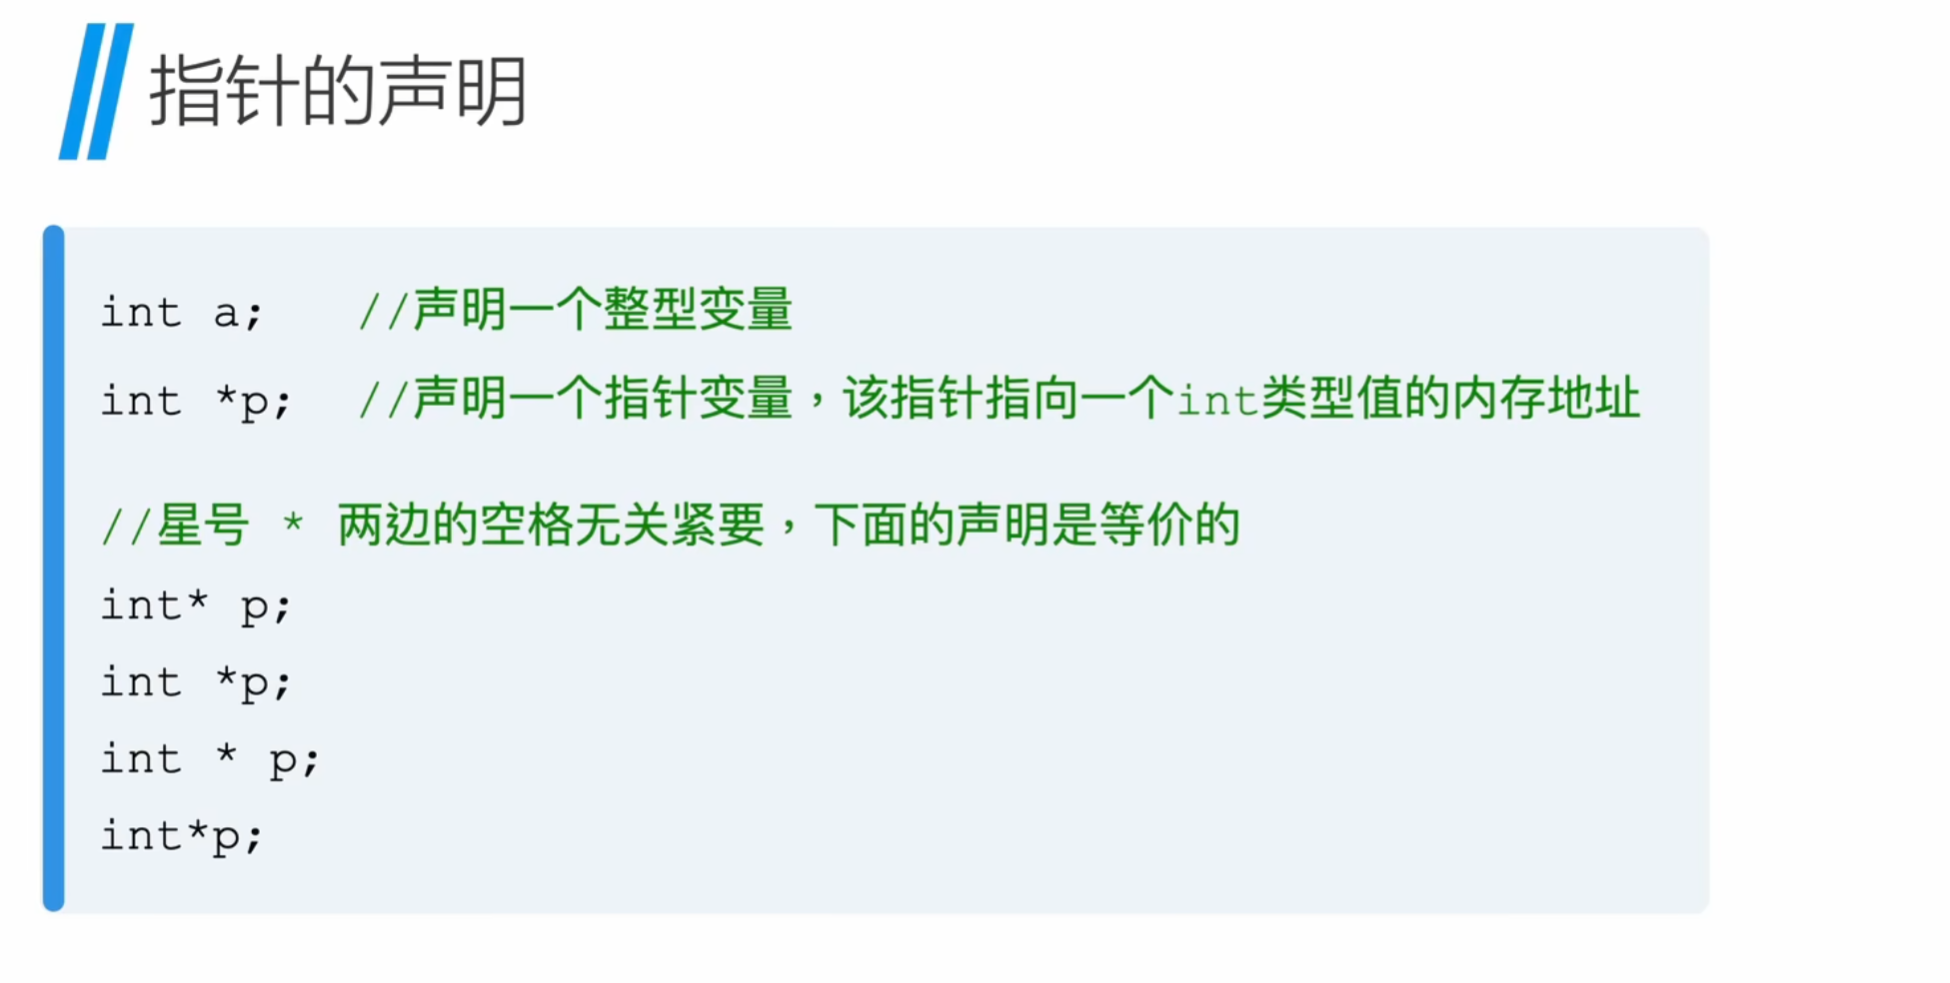 指针的声明
int a;   //声明一个整型变量
int *p;  //声明一个指针变量，该指针指向一个int类型值的内存地址
//星号 * 两边的空格无关紧要，下面的声明是等价的
int* p;
int *p;
int * p;
int*p;